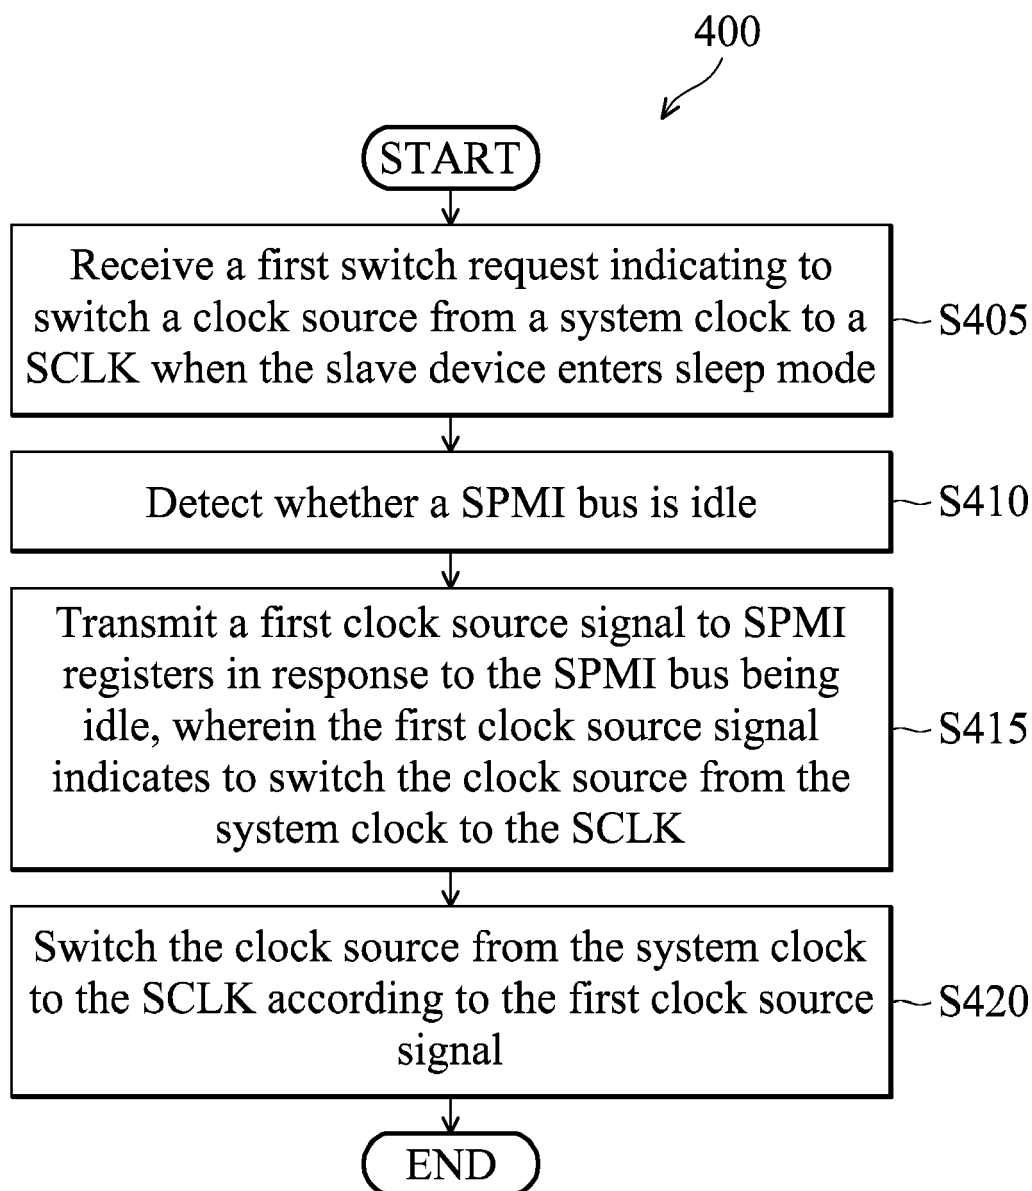 400
START
Receive a first switch request indicating to
switch a clock source from a system clock to a
SCLK when the slave device enters sleep mode
S405
Detect whether a SPMI bus is idle
S410
Transmit a first clock source signal to SPMI
registers in response to the SPMI bus being
idle, wherein the first clock source signal
indicates to switch the clock source from the
system clock to the SCLK
S415
Switch the clock source from the system clock
to the SCLK according to the first clock source
signal
S420
END